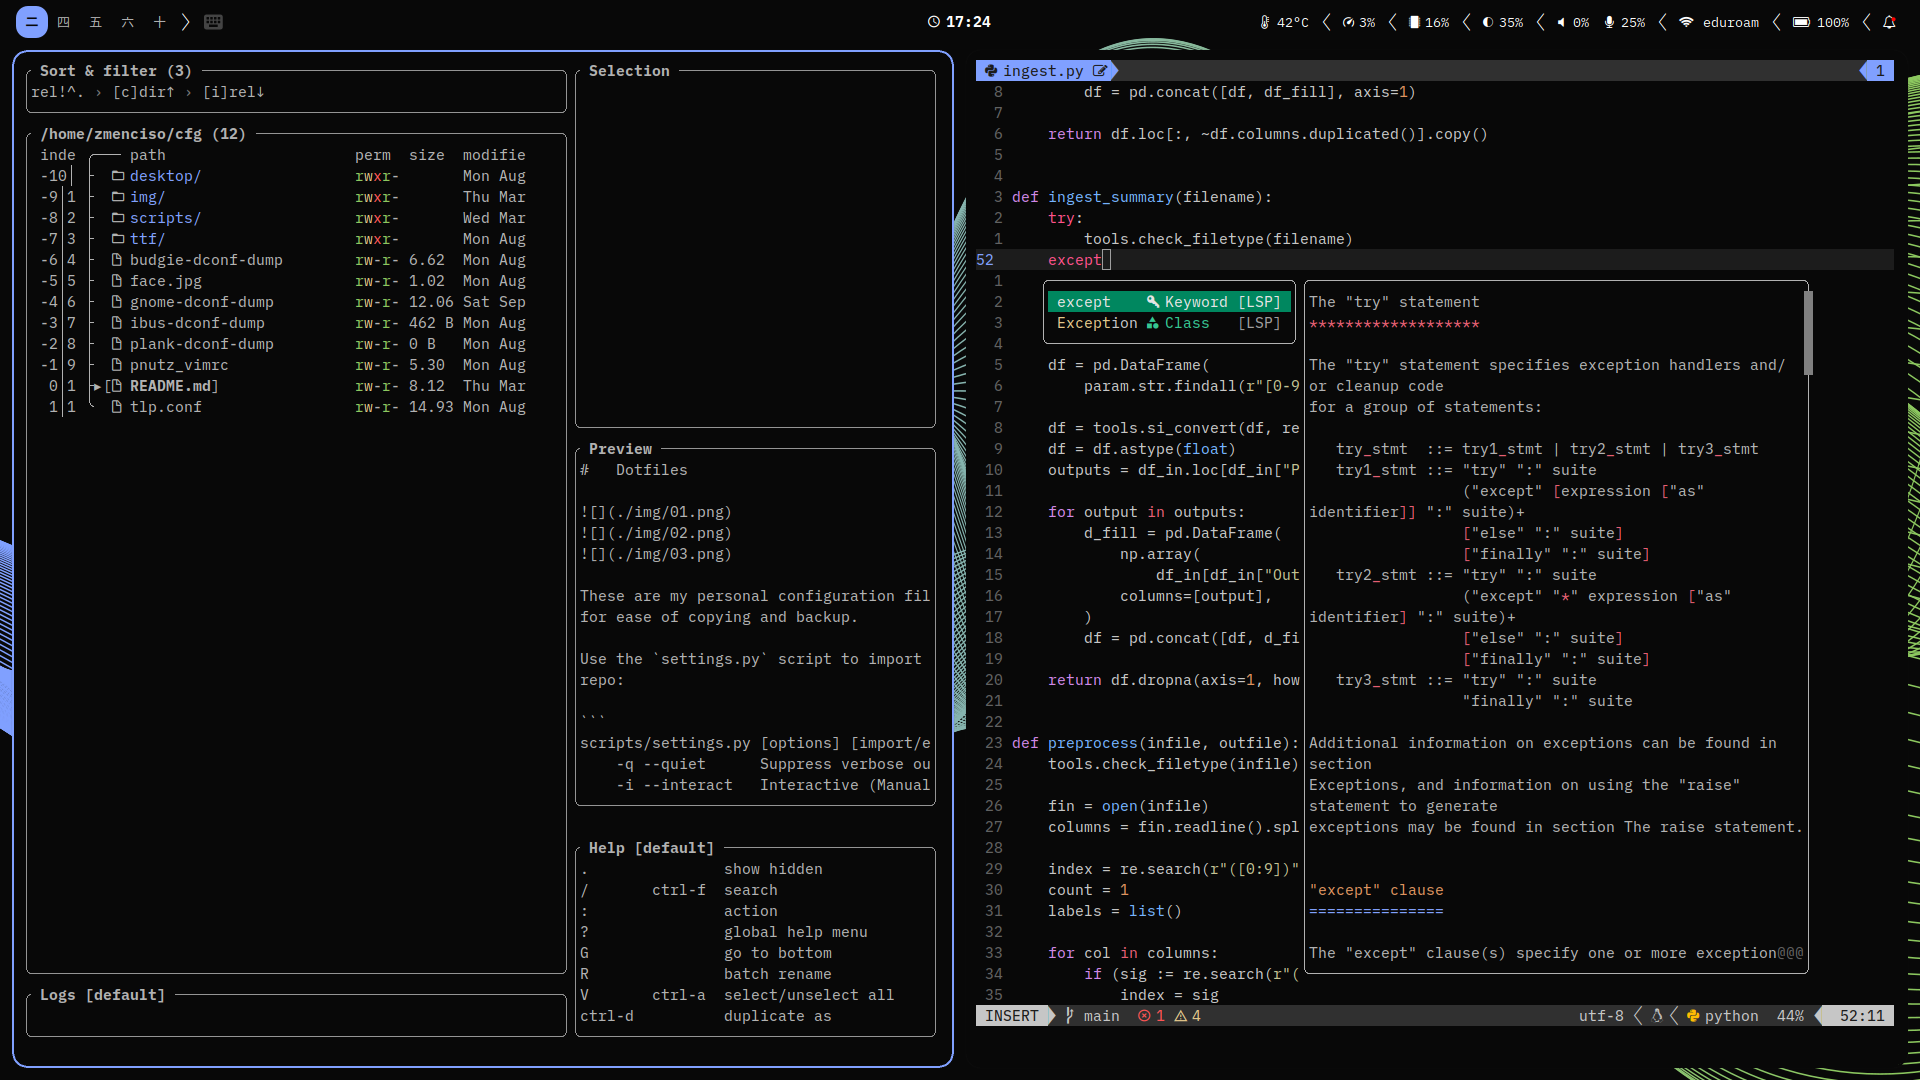 二 四 五 六 十
17:24
42°C 3% 16% 35% 0% 25% eduroam 100%
Sort & filter (3)
rel!^. › [c]dir↑ › [i]rel↓
/home/zmenciso/cfg (12)
inde path perm size modifie
-10 desktop/ rwxr- Mon Aug
-9 1 img/ rwxr- Thu Mar
-8 2 scripts/ rwxr- Wed Mar
-7 3 ttf/ rwxr- Mon Aug
-6 4 budgie-dconf-dump rw-r- 6.62 Mon Aug
-5 5 face.jpg rw-r- 1.02 Mon Aug
-4 6 gnome-dconf-dump rw-r- 12.06 Sat Sep
-3 7 ibus-dconf-dump rw-r- 462 B Mon Aug
-2 8 plank-dconf-dump rw-r- 0 B Mon Aug
-1 9 pnutz_vimrc rw-r- 5.30 Mon Aug
0 1 ▸[ README.md] rw-r- 8.12 Thu Mar
1 1 tlp.conf rw-r- 14.93 Mon Aug
Logs [default]
Selection
Preview
#   Dotfiles
![](./img/01.png)
![](./img/02.png)
![](./img/03.png)
These are my personal configuration fil
for ease of copying and backup.
Use the `settings.py` script to import
repo:
```
scripts/settings.py [options] [import/e
    -q --quiet      Suppress verbose ou
    -i --interact   Interactive (Manual
Help [default]
. show hidden
/ ctrl-f search
: action
? global help menu
G go to bottom
R batch rename
V ctrl-a select/unselect all
ctrl-d duplicate as
ingest.py 1
8         df = pd.concat([df, df_fill], axis=1)
7
6     return df.loc[:, ~df.columns.duplicated()].copy()
5
4
3 def ingest_summary(filename):
2     try:
1         tools.check_filetype(filename)
52     except
1
2
3
4
5     df = pd.DataFrame(
6         param.str.findall(r"[0-9
7
8     df = tools.si_convert(df, re
9     df = df.astype(float)
10     outputs = df_in.loc[df_in["P
11
12     for output in outputs:
13         d_fill = pd.DataFrame(
14             np.array(
15                 df_in[df_in["Out
16             columns=[output],
17         )
18         df = pd.concat([df, d_fi
19
20     return df.dropna(axis=1, how
21
22
23 def preprocess(infile, outfile):
24     tools.check_filetype(infile)
25
26     fin = open(infile)
27     columns = fin.readline().spl
28
29     index = re.search(r"([0:9])"
30     count = 1
31     labels = list()
32
33     for col in columns:
34         if (sig := re.search(r"(
35             index = sig
except Keyword [LSP]
Exception Class [LSP]
The "try" statement
*******************
The "try" statement specifies exception handlers and/
or cleanup code
for a group of statements:
   try_stmt  ::= try1_stmt | try2_stmt | try3_stmt
   try1_stmt ::= "try" ":" suite
                 ("except" [expression ["as"
identifier]] ":" suite)+
                 ["else" ":" suite]
                 ["finally" ":" suite]
   try2_stmt ::= "try" ":" suite
                 ("except" "*" expression ["as"
identifier] ":" suite)+
                 ["else" ":" suite]
                 ["finally" ":" suite]
   try3_stmt ::= "try" ":" suite
                 "finally" ":" suite
Additional information on exceptions can be found in
section
Exceptions, and information on using the "raise"
statement to generate
exceptions may be found in section The raise statement.
"except" clause
===============
The "except" clause(s) specify one or more exception@@@
INSERT main 1 4 utf-8 python 44% 52:11